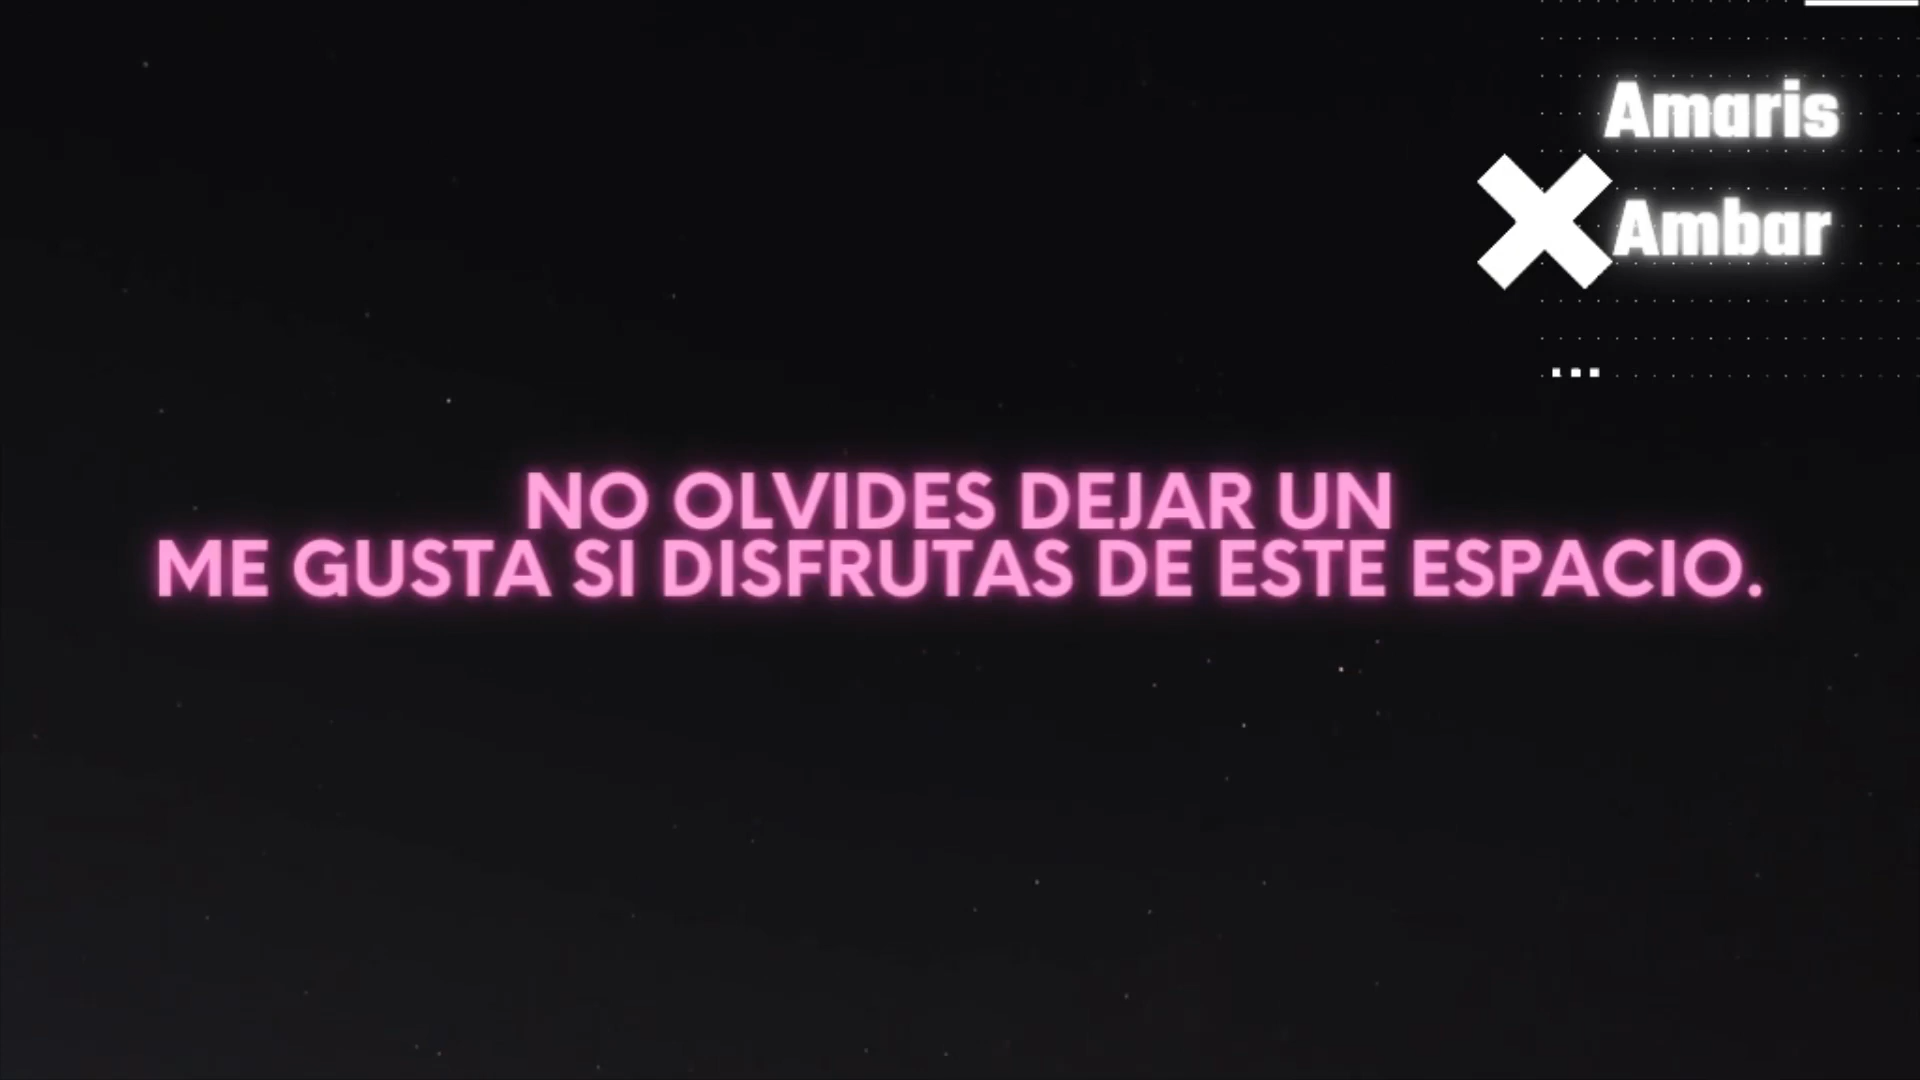 Amaris
Ambar
...
NO OLVIDES DEJAR UN
ME GUSTA SI DISFRUTAS DE ESTE ESPACIO.